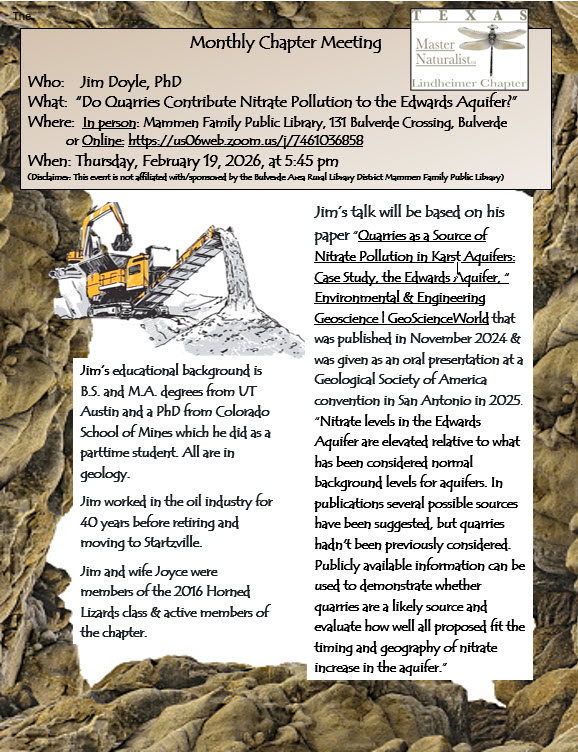 The
TEXAS
Master
Naturalist
Lindheimer Chapter
Monthly Chapter Meeting
Who: Jim Doyle, PhD
What: "Do Quarries Contribute Nitrate Pollution to the Edwards Aquifer?"
Where: In person: Mammen Family Public Library, 131 Bulverde Crossing, Bulverde
or Online: https://us06web.zoom.us/j/7461036858
When: Thursday, February 19, 2026, at 5:45 pm
(Disclaimer: This event is not affiliated with/sponsored by the Bulverde Area Rural Library District Mammen Family Public Library)
Jim's educational background is
B.S. and M.A. degrees from UT
Austin and a PhD from Colorado
School of Mines which he did as a
parttime student. All are in
geology.
Jim worked in the oil industry for
40 years before retiring and
moving to Startzville.
Jim and wife Joyce were
members of the 2016 Horned
Lizards class & active members of
the chapter.
Jim's talk will be based on his
paper "Quarries as a Source of
Nitrate Pollution in Karst Aquifers:
Case Study, the Edwards Aquifer, "
Environmental & Engineering
Geoscience | GeoScienceWorld that
was published in November 2024 &
was given as an oral presentation at a
Geological Society of America
convention in San Antonio in 2025.
"Nitrate levels in the Edwards
Aquifer are elevated relative to what
has been considered normal
background levels for aquifers. In
publications several possible sources
have been suggested, but quarries
hadn't been previously considered.
Publicly available information can be
used to demonstrate whether
quarries are a likely source and
evaluate how well all proposed fit the
timing and geography of nitrate
increase in the aquifer."